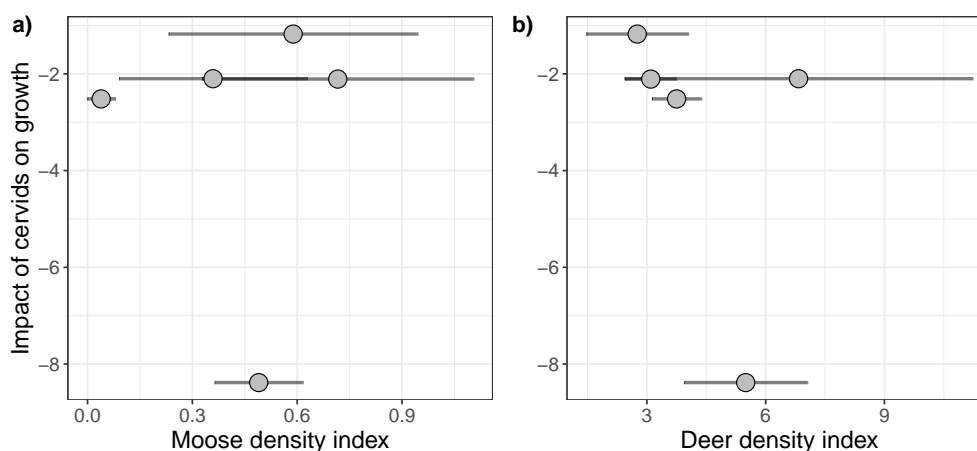 a)
Impact of cervids on growth
−2
−4
−6
−8
0.0 0.3 0.6 0.9
Moose density index
b)
−2
−4
−6
−8
3 6 9
Deer density index